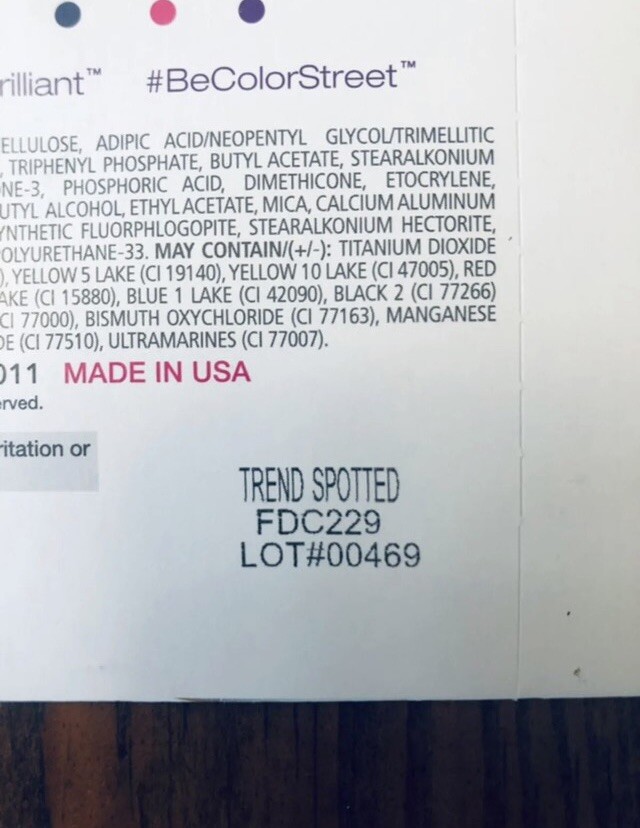 rilliant™ #BeColorStreet™
ELLULOSE, ADIPIC ACID/NEOPENTYL GLYCOL/TRIMELLITIC
, TRIPHENYL PHOSPHATE, BUTYL ACETATE, STEARALKONIUM
NE-3, PHOSPHORIC ACID, DIMETHICONE, ETOCRYLENE,
UTYL ALCOHOL, ETHYL ACETATE, MICA, CALCIUM ALUMINUM
YNTHETIC FLUORPHLOGOPITE, STEARALKONIUM HECTORITE,
OLYURETHANE-33. MAY CONTAIN/(+/-): TITANIUM DIOXIDE
), YELLOW 5 LAKE (CI 19140), YELLOW 10 LAKE (CI 47005), RED
AKE (CI 15880), BLUE 1 LAKE (CI 42090), BLACK 2 (CI 77266)
CI 77000), BISMUTH OXYCHLORIDE (CI 77163), MANGANESE
DE (CI 77510), ULTRAMARINES (CI 77007).
011 MADE IN USA
erved.
ritation or
TREND SPOTTED
FDC229
LOT#00469